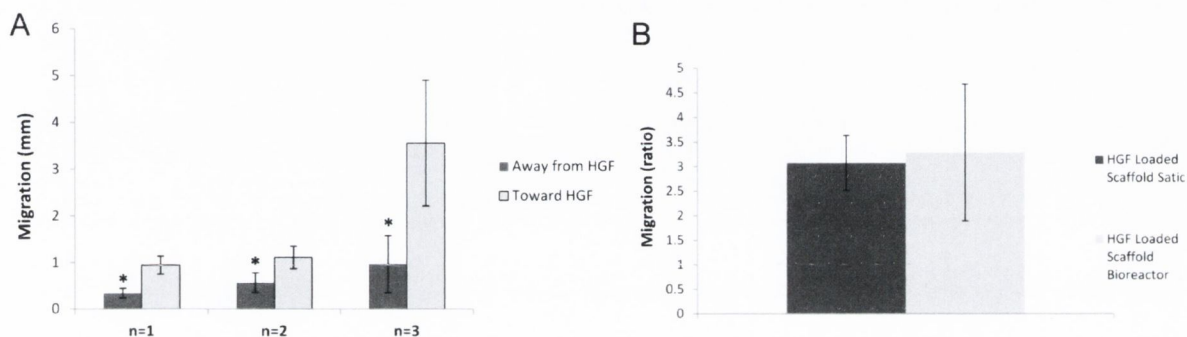 A
6
5
4
3
2
1
0
Migration (mm)
*
*
*
n=1
n=2
n=3
Away from HGF
Toward HGF
B
5
4.5
4
3.5
3
2.5
2
1.5
1
0.5
0
Migration (ratio)
HGF Loaded
Scaffold Satic
HGF Loaded
Scaffold
Bioreactor